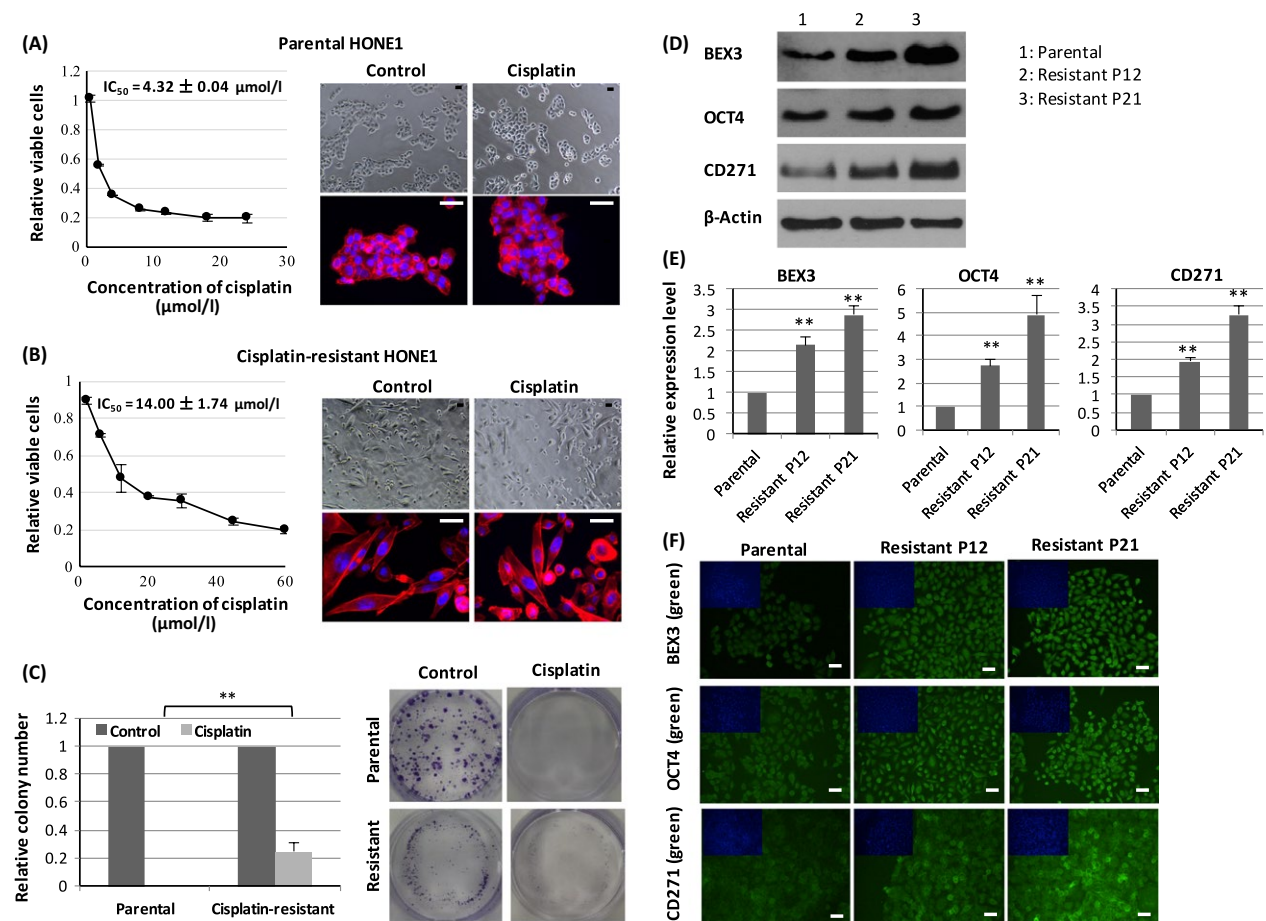 (A)
Parental HONE1
IC50 = 4.32 ± 0.04 μmol/l
Relative viable cells
1.2
1
0.8
0.6
0.4
0.2
0
0
10
20
30
Concentration of cisplatin
(μmol/l)
Control
Cisplatin
(B)
Cisplatin-resistant HONE1
IC50 = 14.00 ± 1.74 μmol/l
Relative viable cells
1
0.8
0.6
0.4
0.2
0
0
20
40
60
Concentration of cisplatin
(μmol/l)
Control
Cisplatin
(C)
**
Control
Cisplatin
Relative colony number
1.2
1
0.8
0.6
0.4
0.2
0
Parental
Cisplatin-resistant
Control
Cisplatin
Parental
Resistant
(D)
1
2
3
BEX3
OCT4
CD271
β-Actin
1: Parental
2: Resistant P12
3: Resistant P21
(E)
Relative expression level
BEX3
3.5
3
2.5
2
1.5
1
0.5
0
**
**
Parental
Resistant P12
Resistant P21
OCT4
6
5
4
3
2
1
0
**
**
Parental
Resistant P12
Resistant P21
CD271
4
3.5
3
2.5
2
1.5
1
0.5
0
**
**
Parental
Resistant P12
Resistant P21
(F)
Parental
Resistant P12
Resistant P21
BEX3 (green)
OCT4 (green)
CD271 (green)